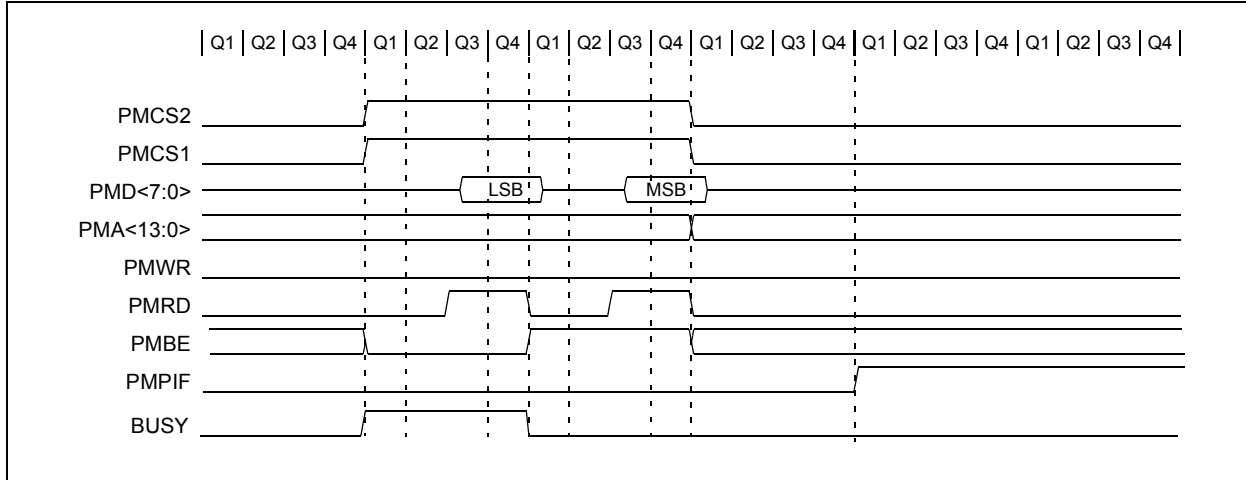 Q1 Q2 Q3 Q4 Q1 Q2 Q3 Q4 Q1 Q2 Q3 Q4 Q1 Q2 Q3 Q4 Q1 Q2 Q3 Q4 Q1 Q2 Q3 Q4
PMCS2
PMCS1
PMD<7:0> LSB MSB
PMA<13:0>
PMWR
PMRD
PMBE
PMPIF
BUSY